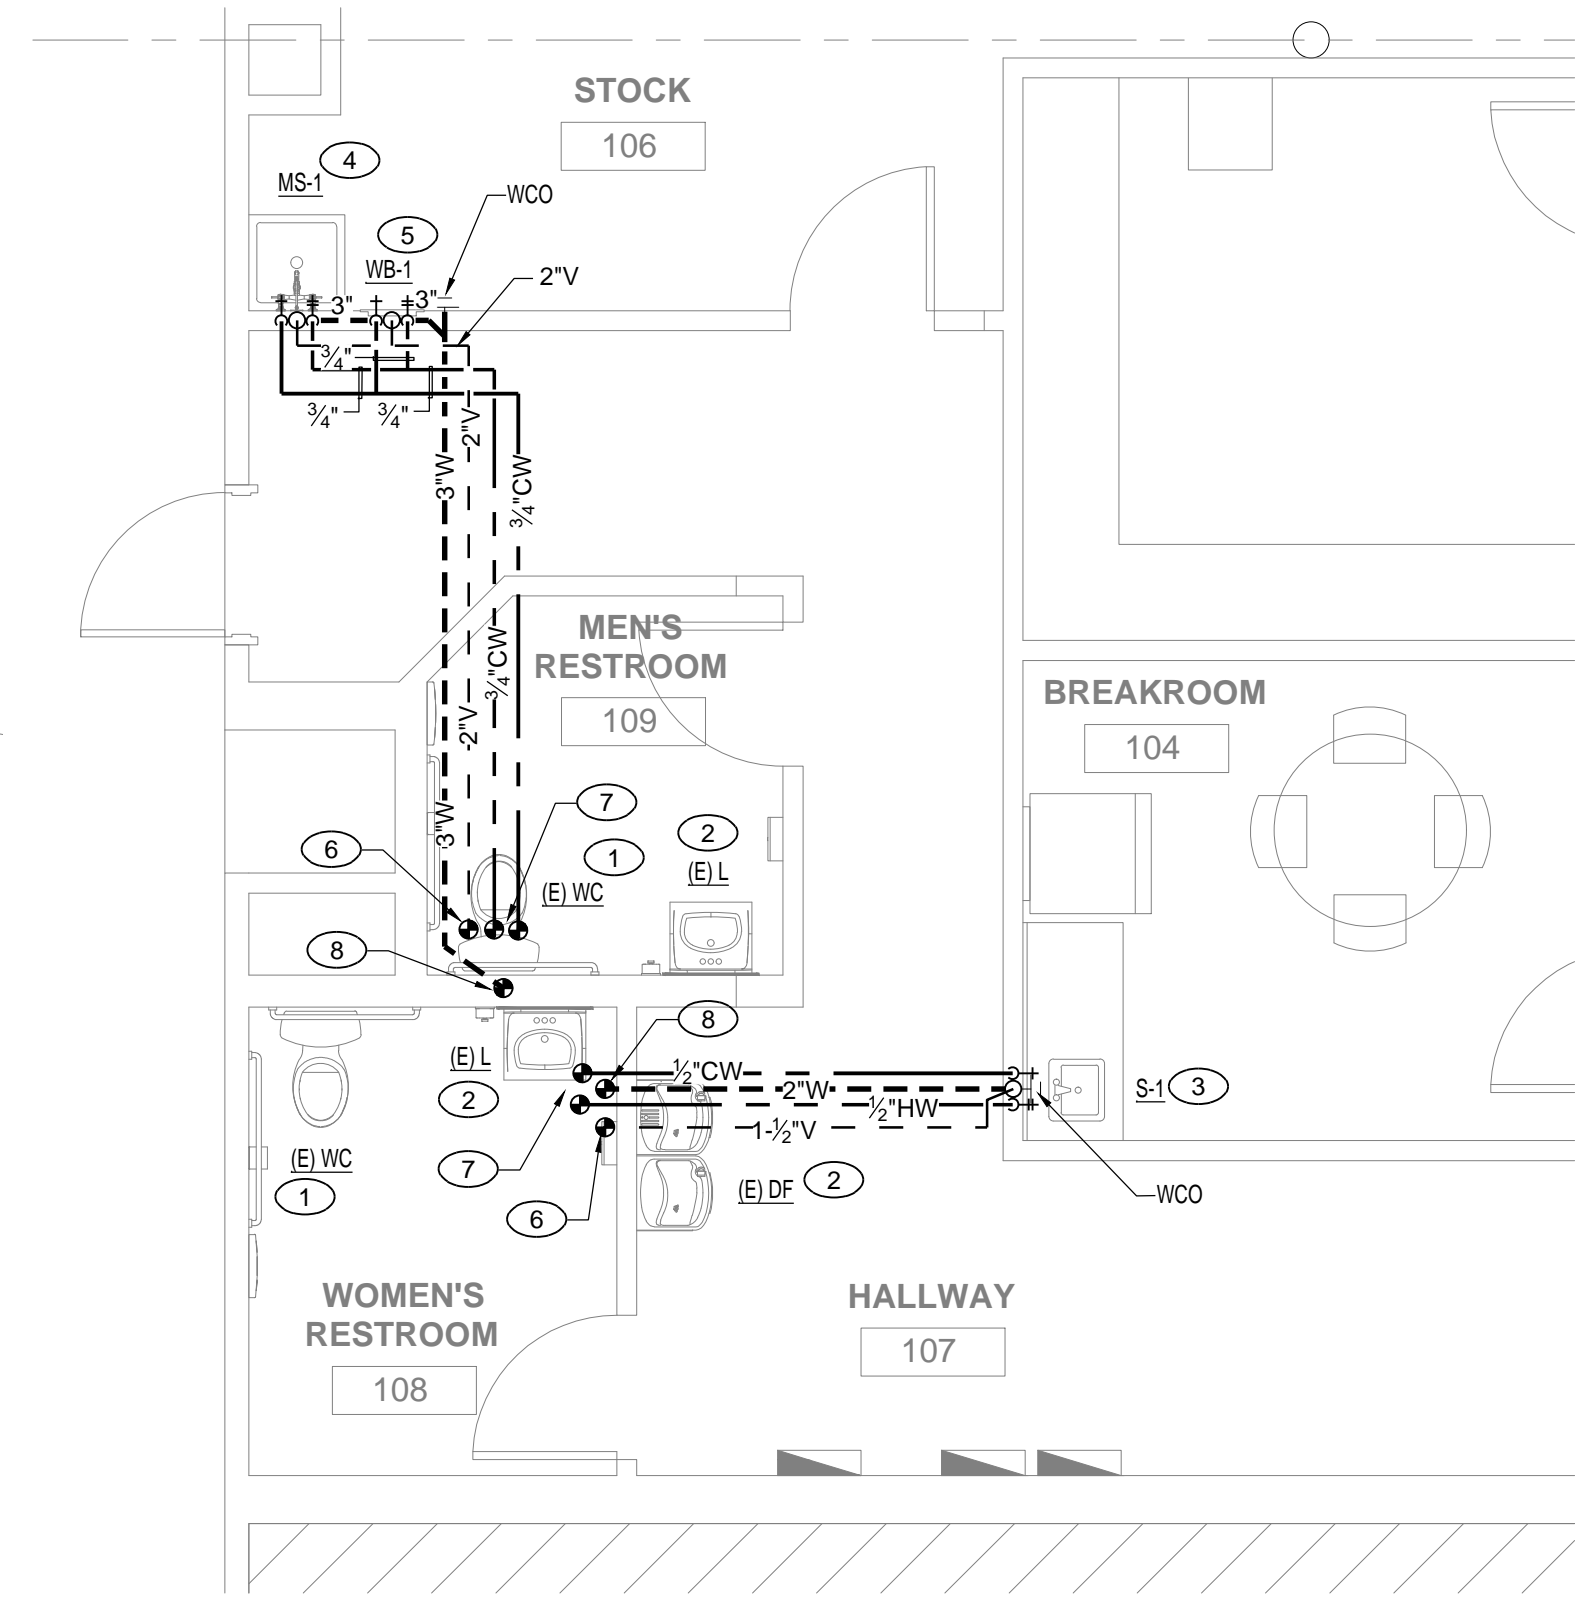 STOCK
106
4
MS-1
WCO
5
WB-1
2"V
3"
3"
3/4"
3/4"
3/4"
2"V
3"W
3/4"CW
MEN'S
RESTROOM
109
3/4"CW
2"V
BREAKROOM
104
7
3"W
6
1
2
(E) L
(E) WC
8
8
(E) L
2
1/2"CW
2"W
1/2"HW
1-1/2"V
S-1
3
(E) WC
1
7
6
(E) DF
2
WCO
WOMEN'S
RESTROOM
108
HALLWAY
107